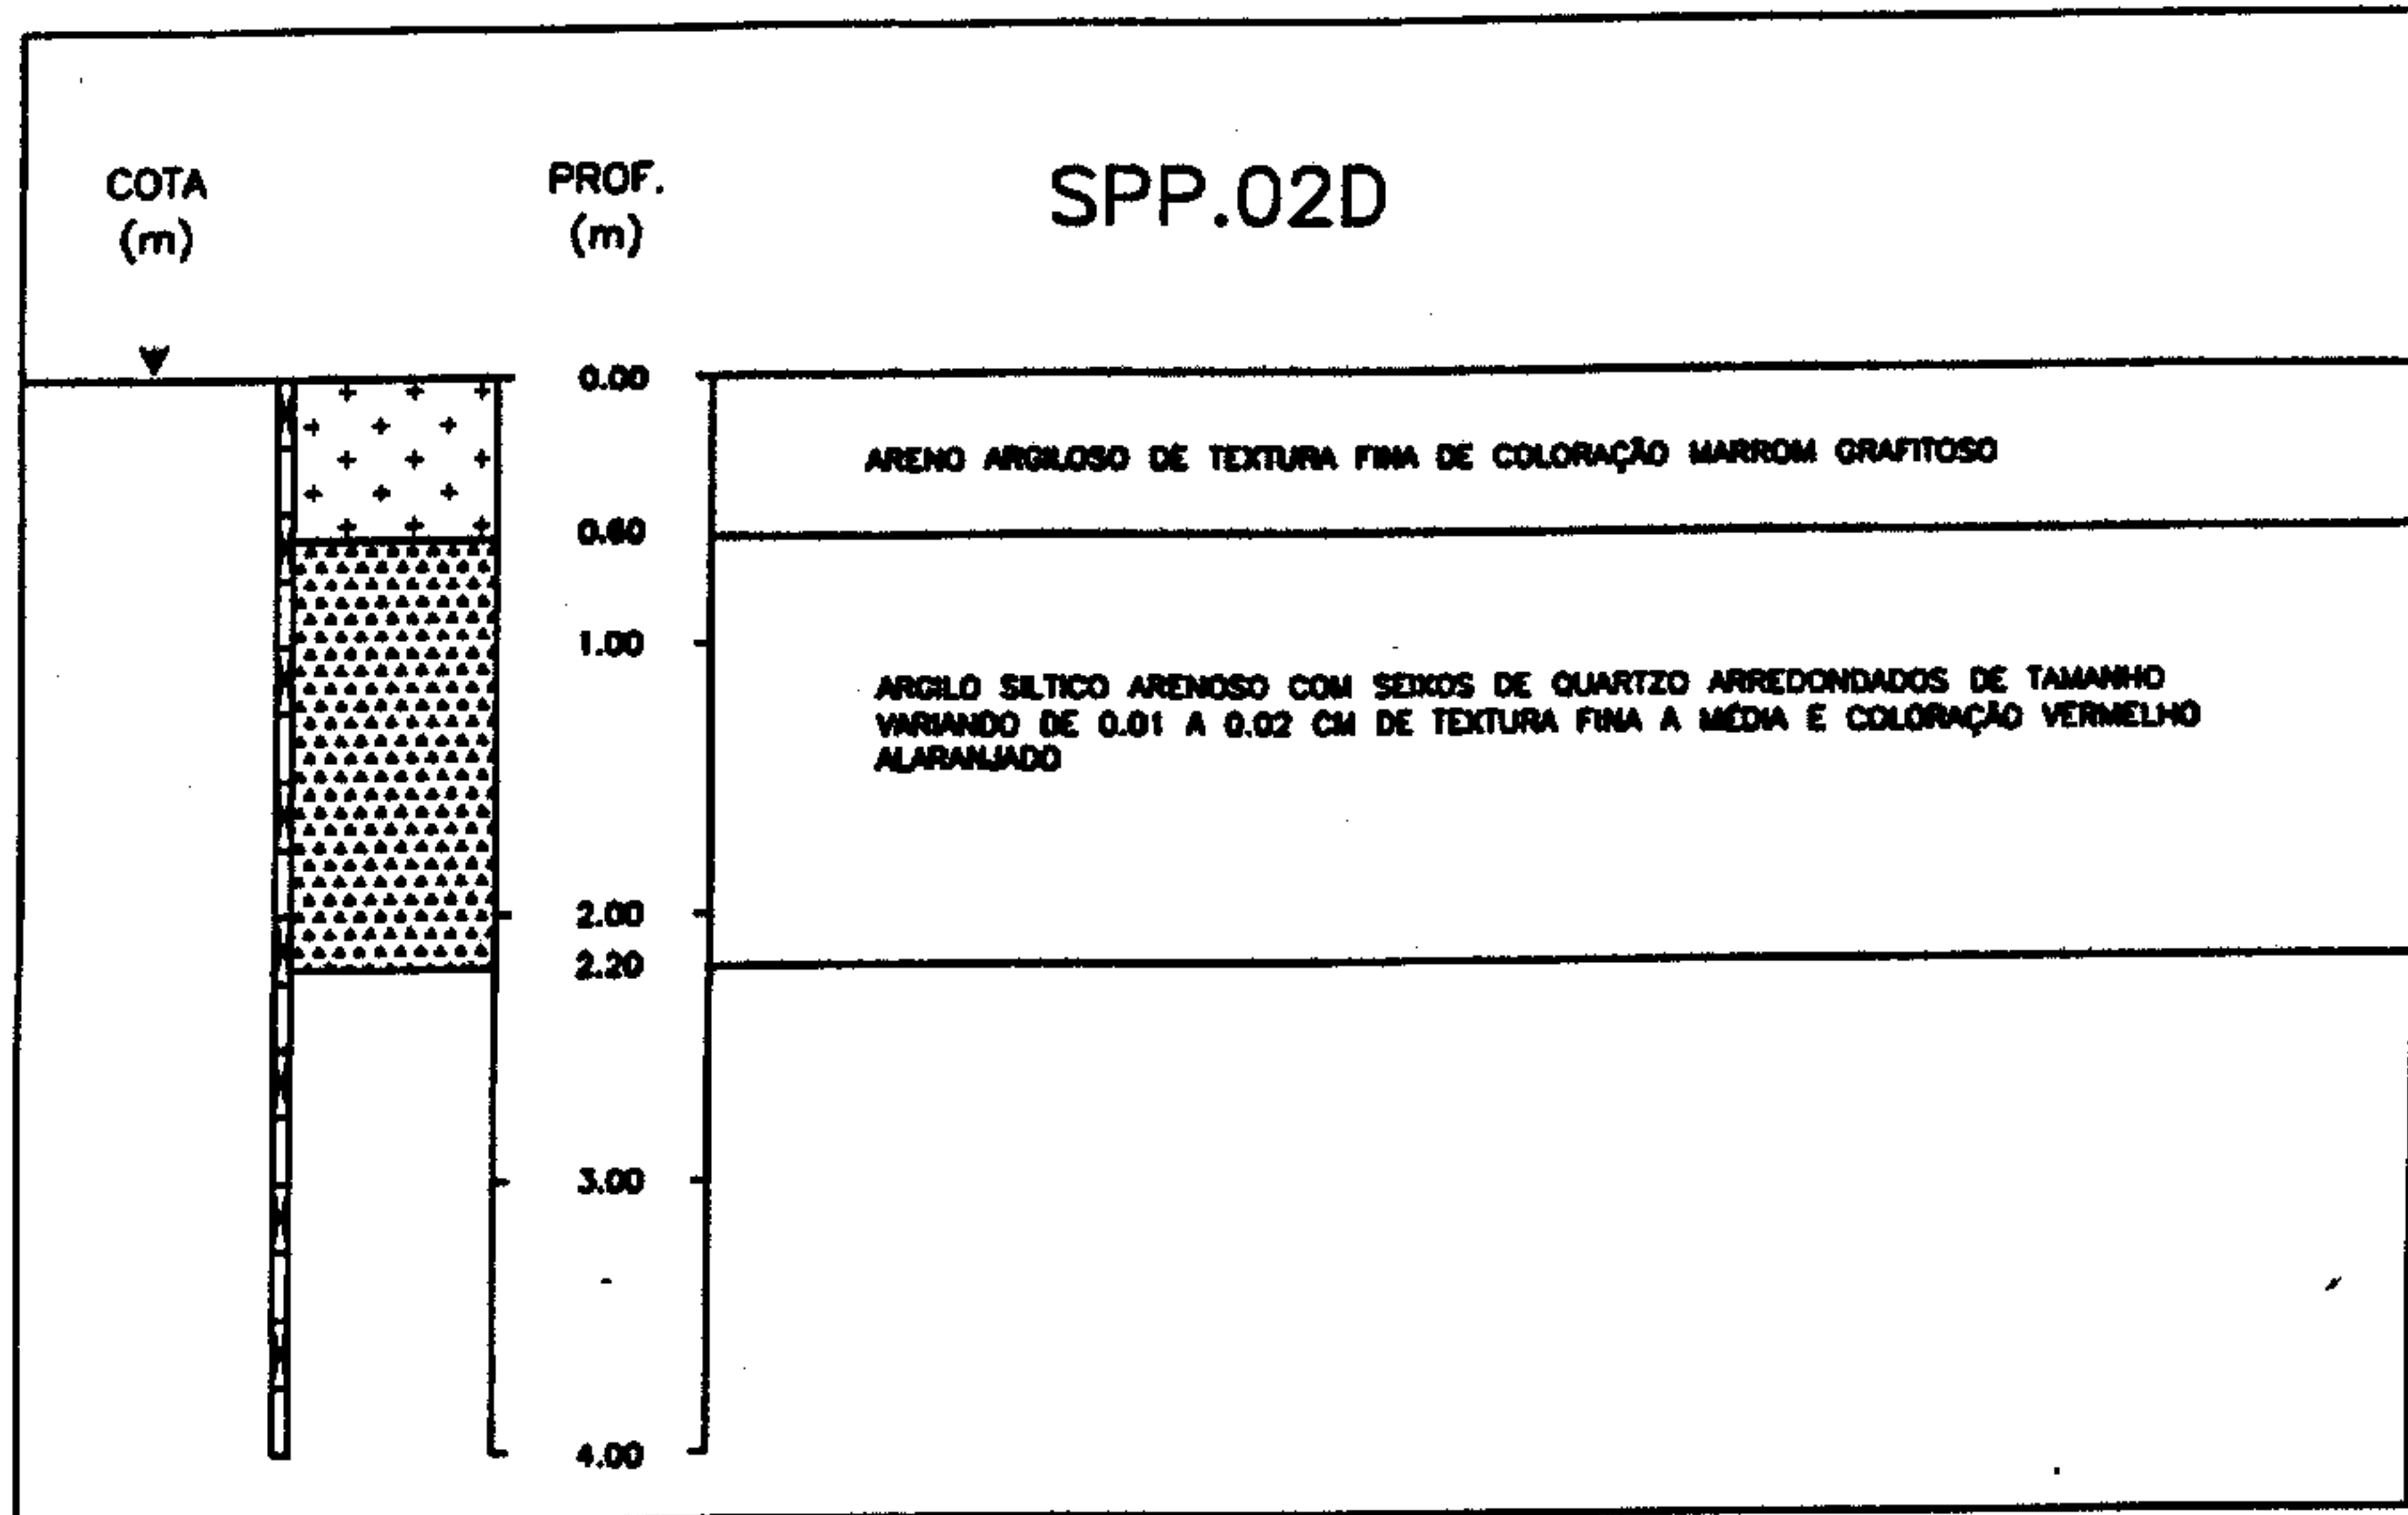 COTA
(m)
PROF.
(m)
SPP.02D
0.00
ARENO ARGILOSO DE TEXTURA FINA DE COLORAÇÃO MARROM GRAFITOSO
0.60
1.00
ARGILO SILTICO ARENOSO COM SEIXOS DE QUARTZO ARREDONDADOS DE TAMANHO
VARIANDO DE 0.01 A 0.02 CM DE TEXTURA FINA A MÉDIA E COLORAÇÃO VERMELHO
ALARANJADO
2.00
2.20
3.00
4.00